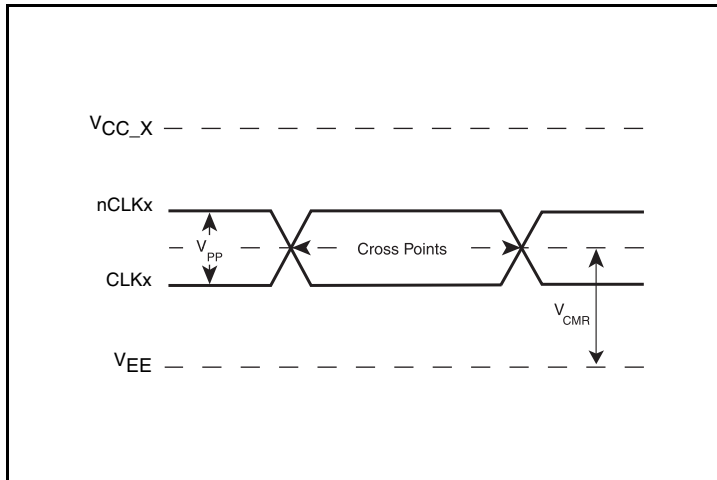 VCC_X
nCLKx
VPP
Cross Points
CLKx
VCMR
VEE